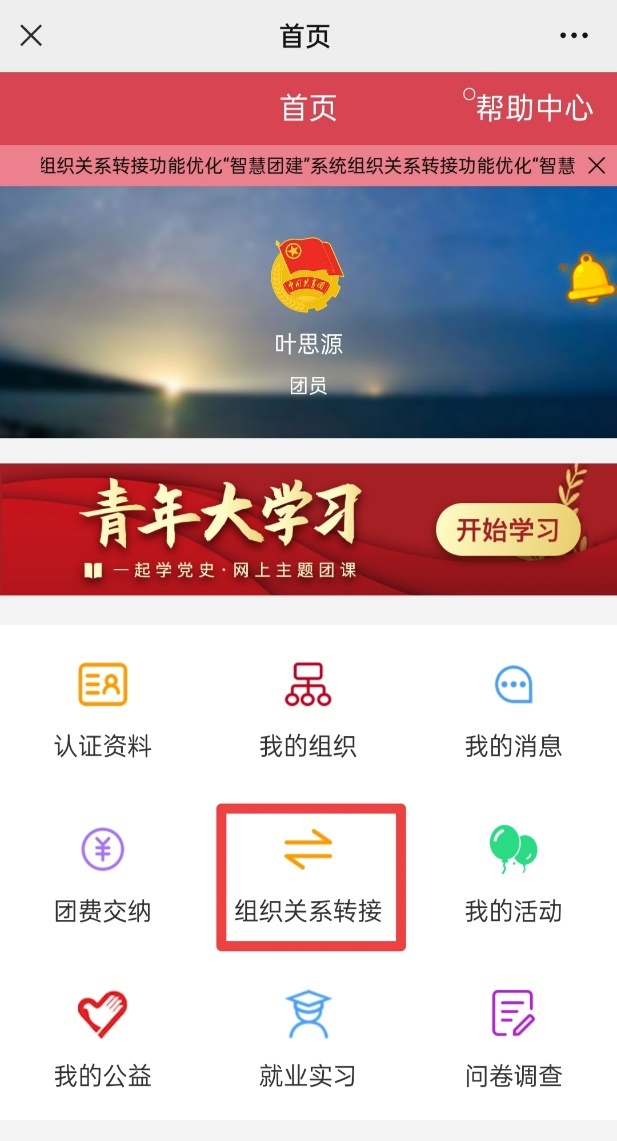 首页
首页
帮助中心
组织关系转接功能优化“智慧团建”系统组织关系转接功能优化“智慧
中国共青团
叶思源
团员
青年大学习
一起学党史·网上主题团课
开始学习
认证资料
我的组织
我的消息
团费交纳
组织关系转接
我的活动
我的公益
就业实习
问卷调查